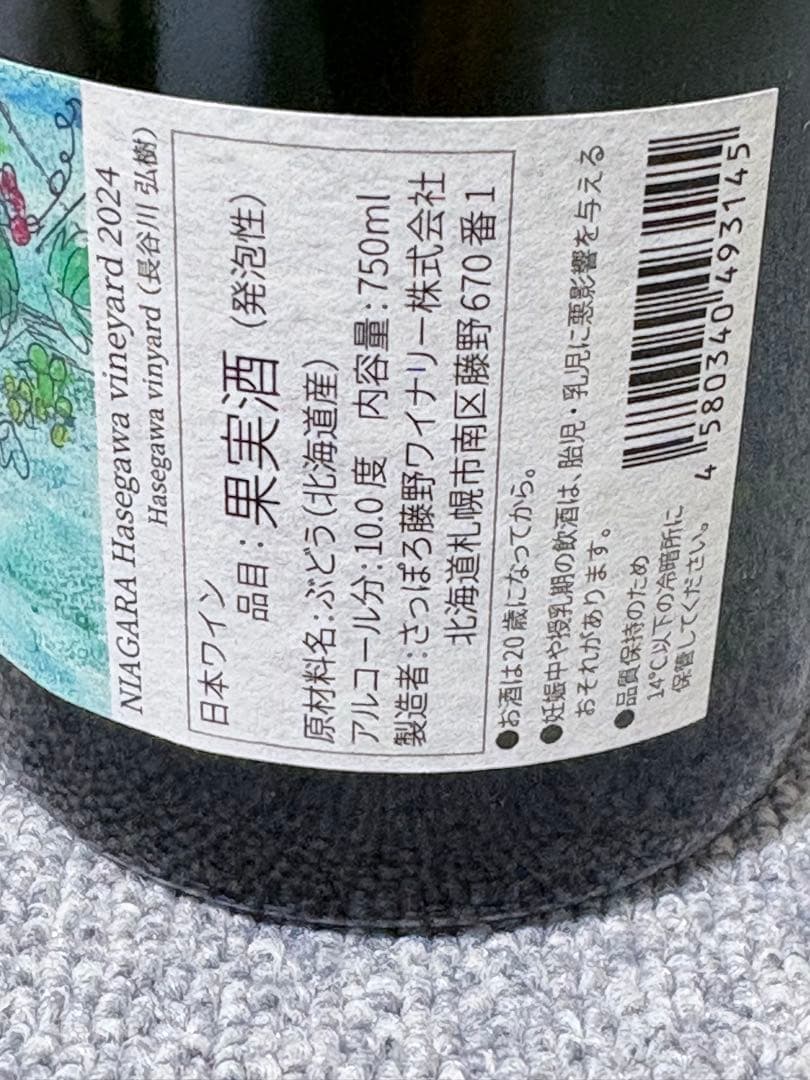 NIAGARA Hasegawa vineyard 2024
Hasegawa vinyard (長谷川 弘樹)
日本ワイン
品目：果実酒（発泡性）
原材料名：ぶどう（北海道産）
アルコール分：10.0度　内容量：750ml
製造者：さっぽろ藤野ワイナリー株式会社
北海道札幌市南区藤野670番1
●お酒は20歳になってから。
●妊娠中や授乳期の飲酒は、胎児・乳児に悪影響を与える
おそれがあります。
●品質保持のため
14℃以下の冷暗所に
保管してください。
4 580340 493145